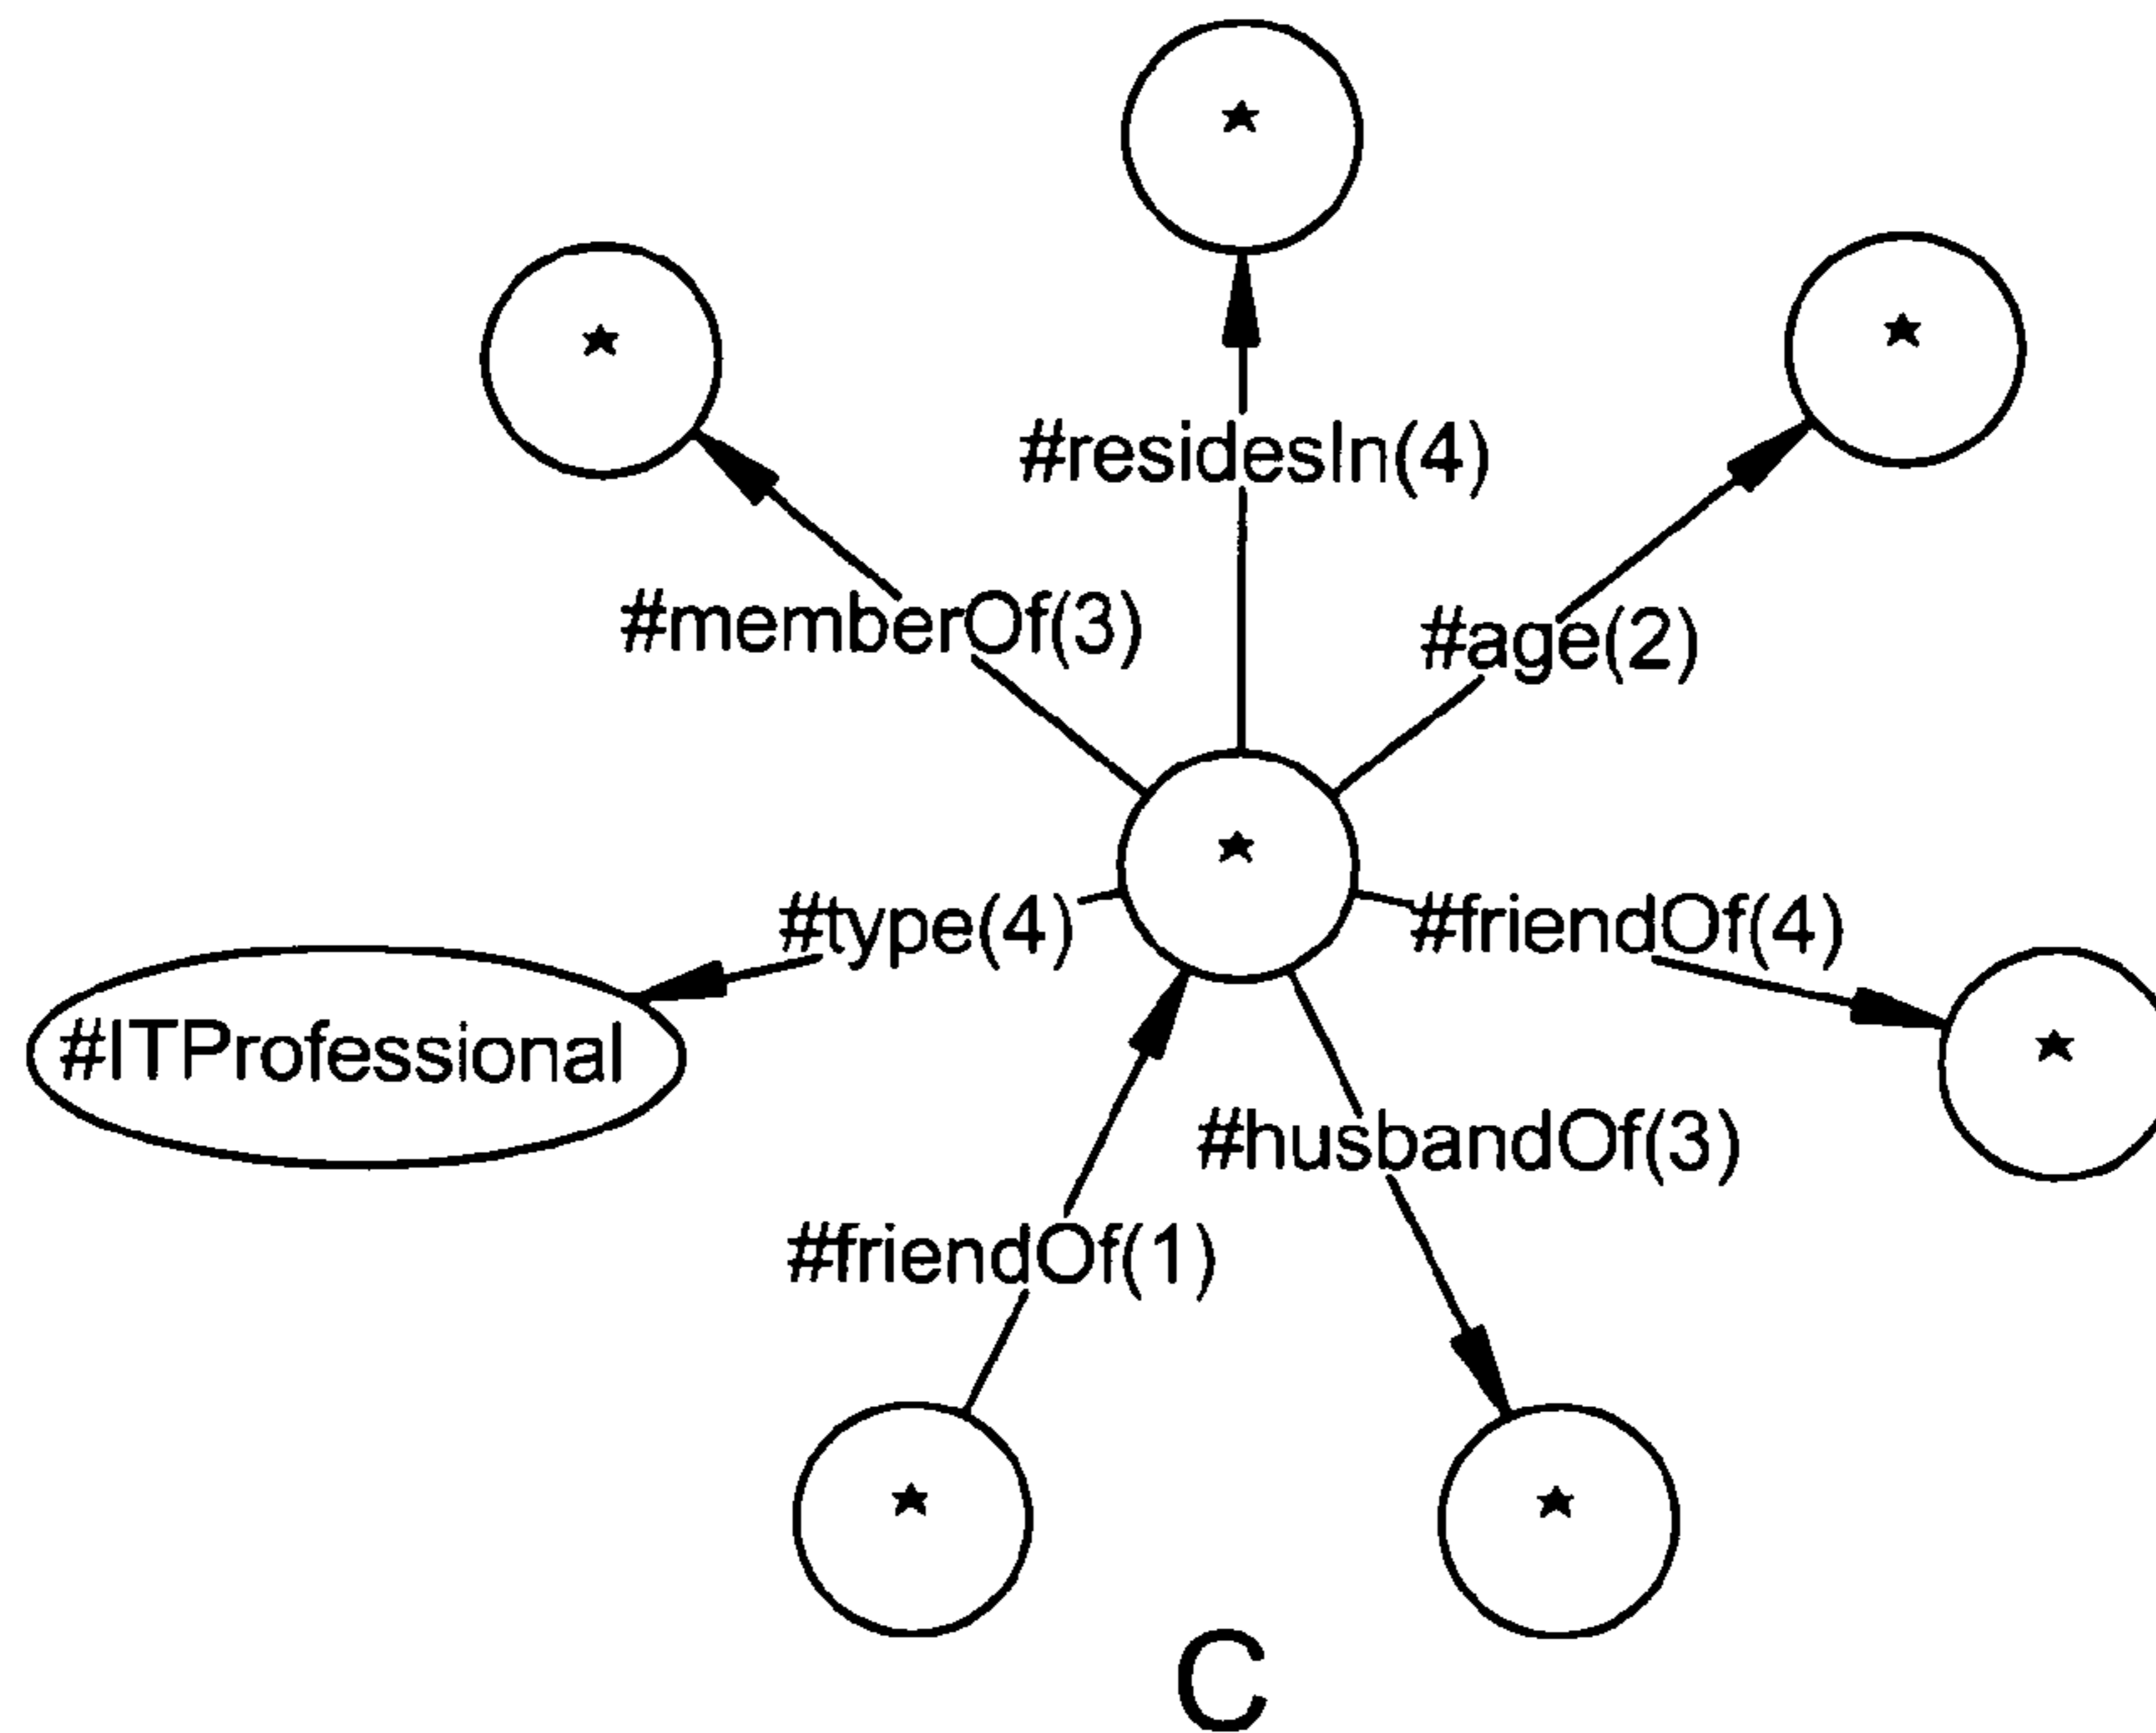 ★
★
★
#residesIn(4)
#memberOf(3)
#age(2)
★
#type(4)
#friendOf(4)
#ITProfessional
★
#husbandOf(3)
#friendOf(1)
★
★
C